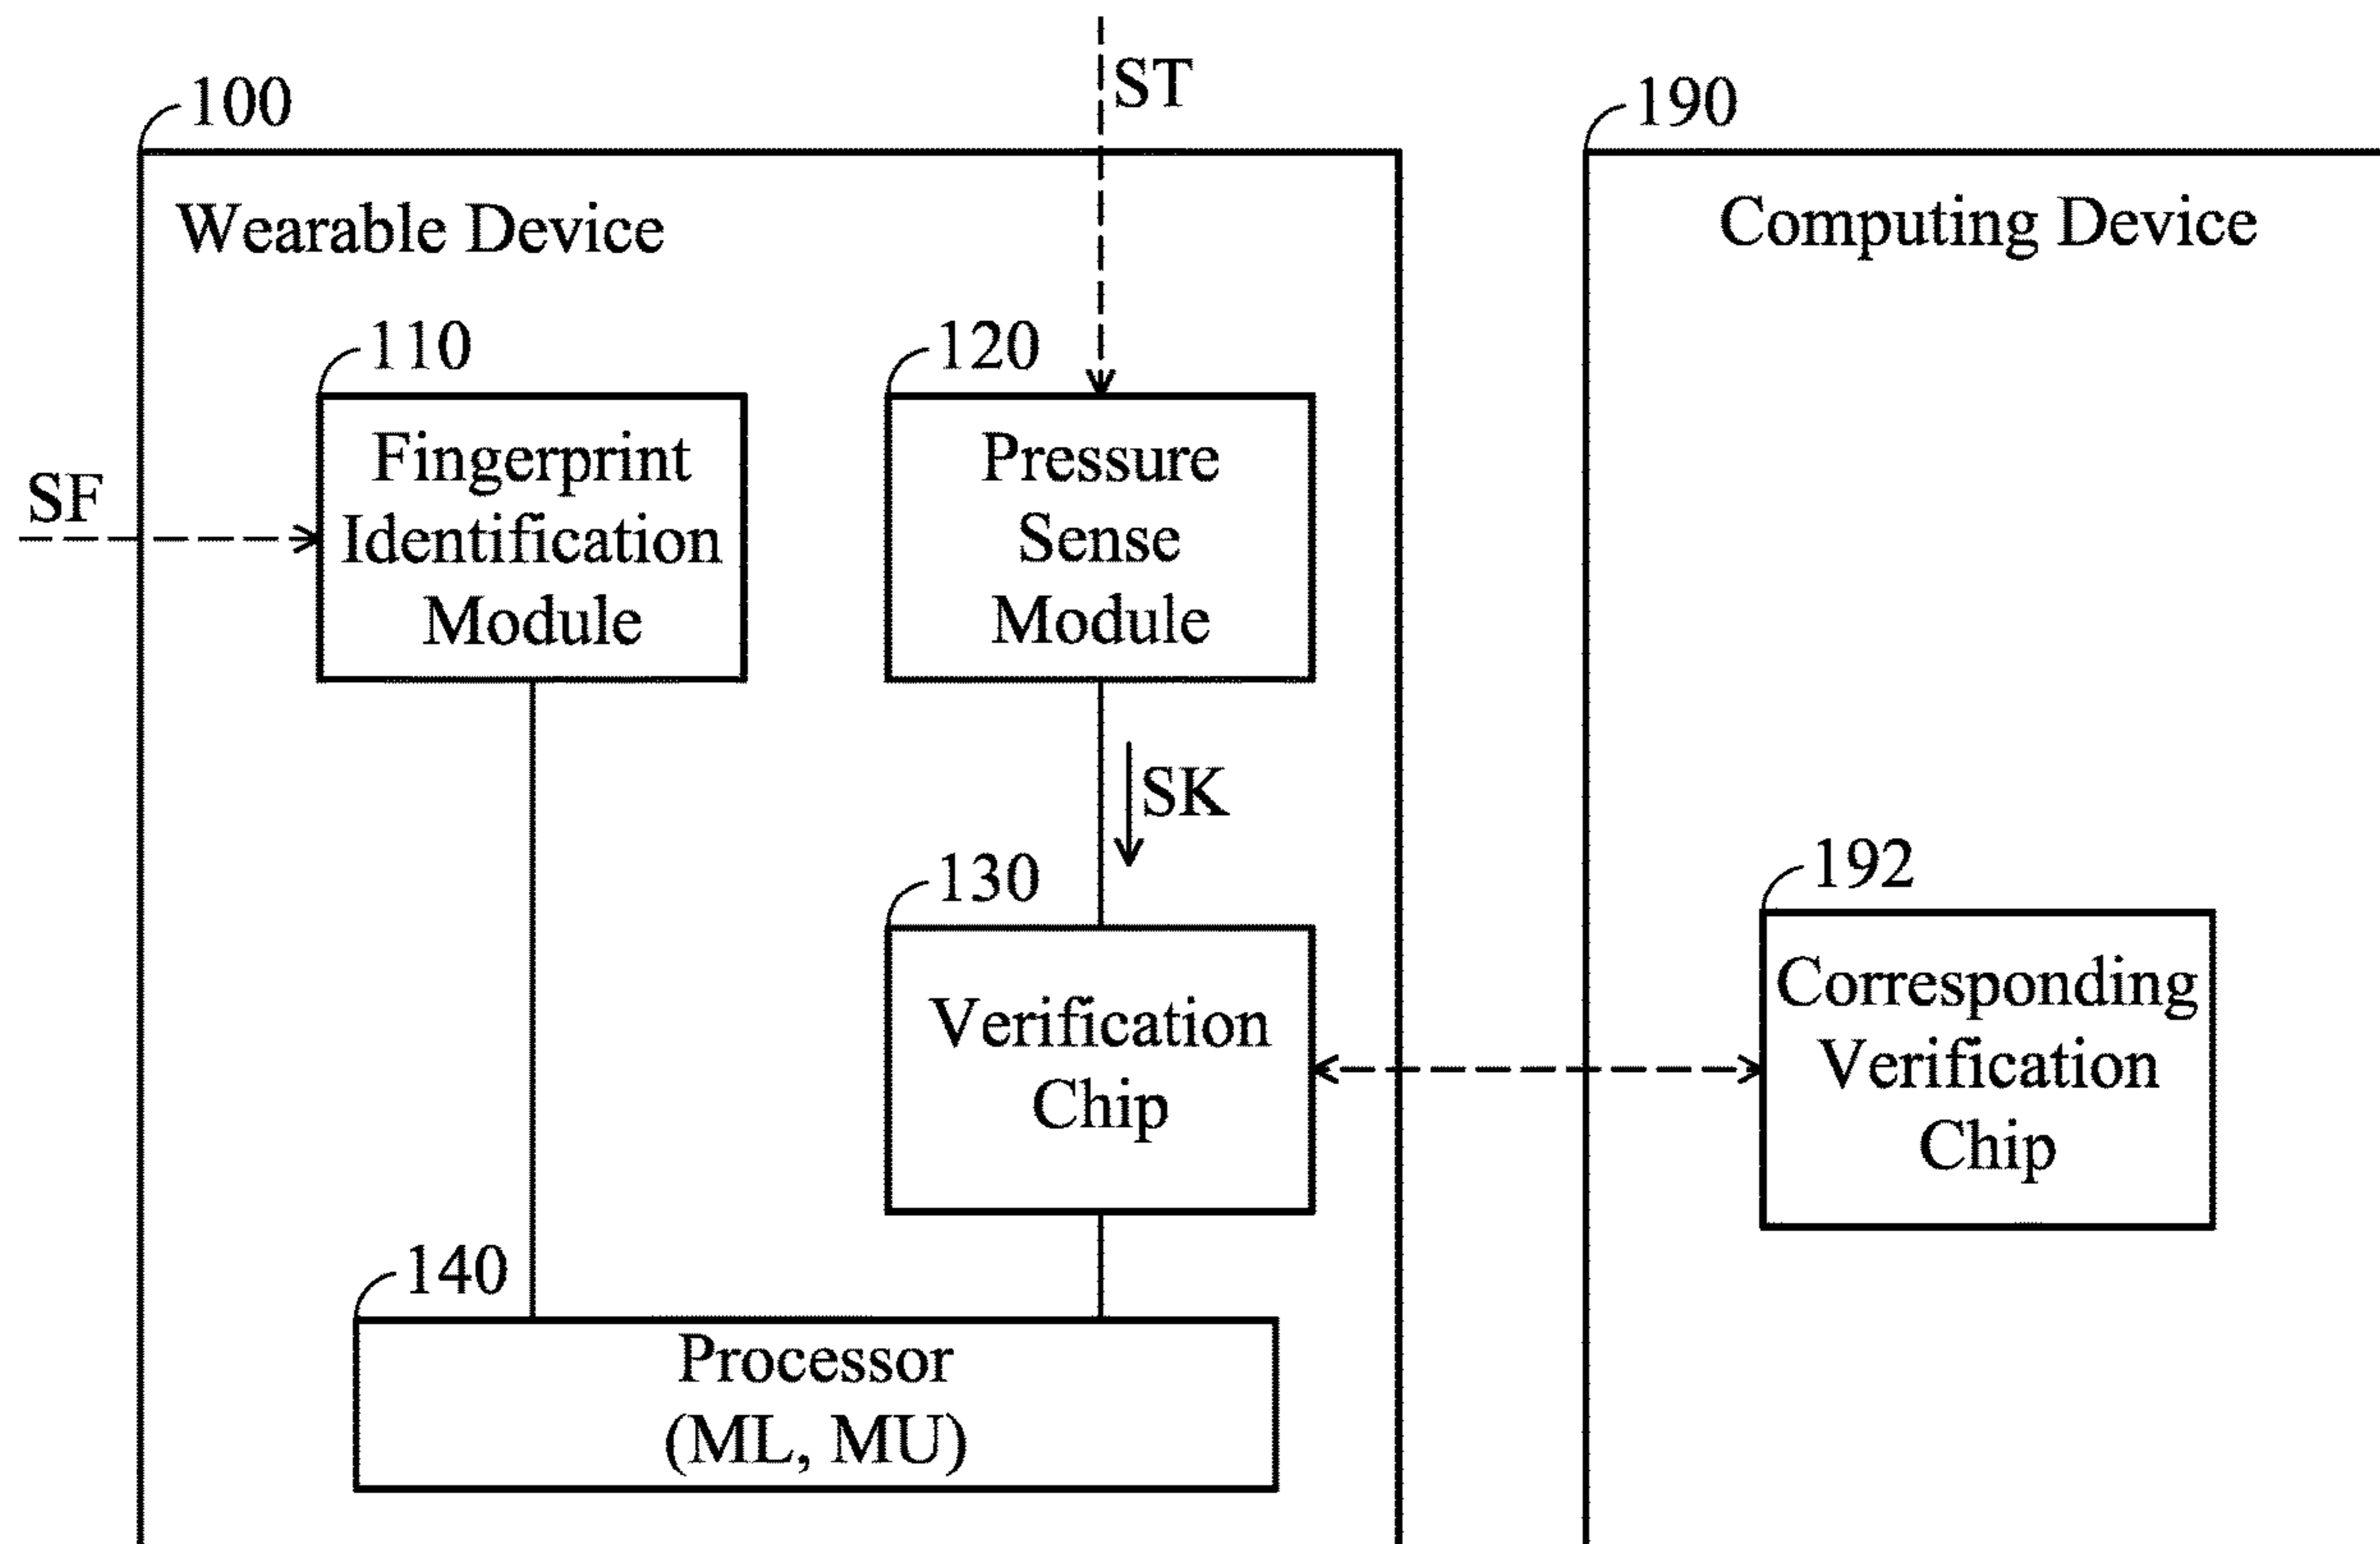 ST
100
190
Wearable Device
Computing Device
110
120
Fingerprint
Identification
Module
Pressure
Sense
Module
SF
SK
130
192
Verification
Chip
Corresponding
Verification
Chip
140
Processor
(ML, MU)